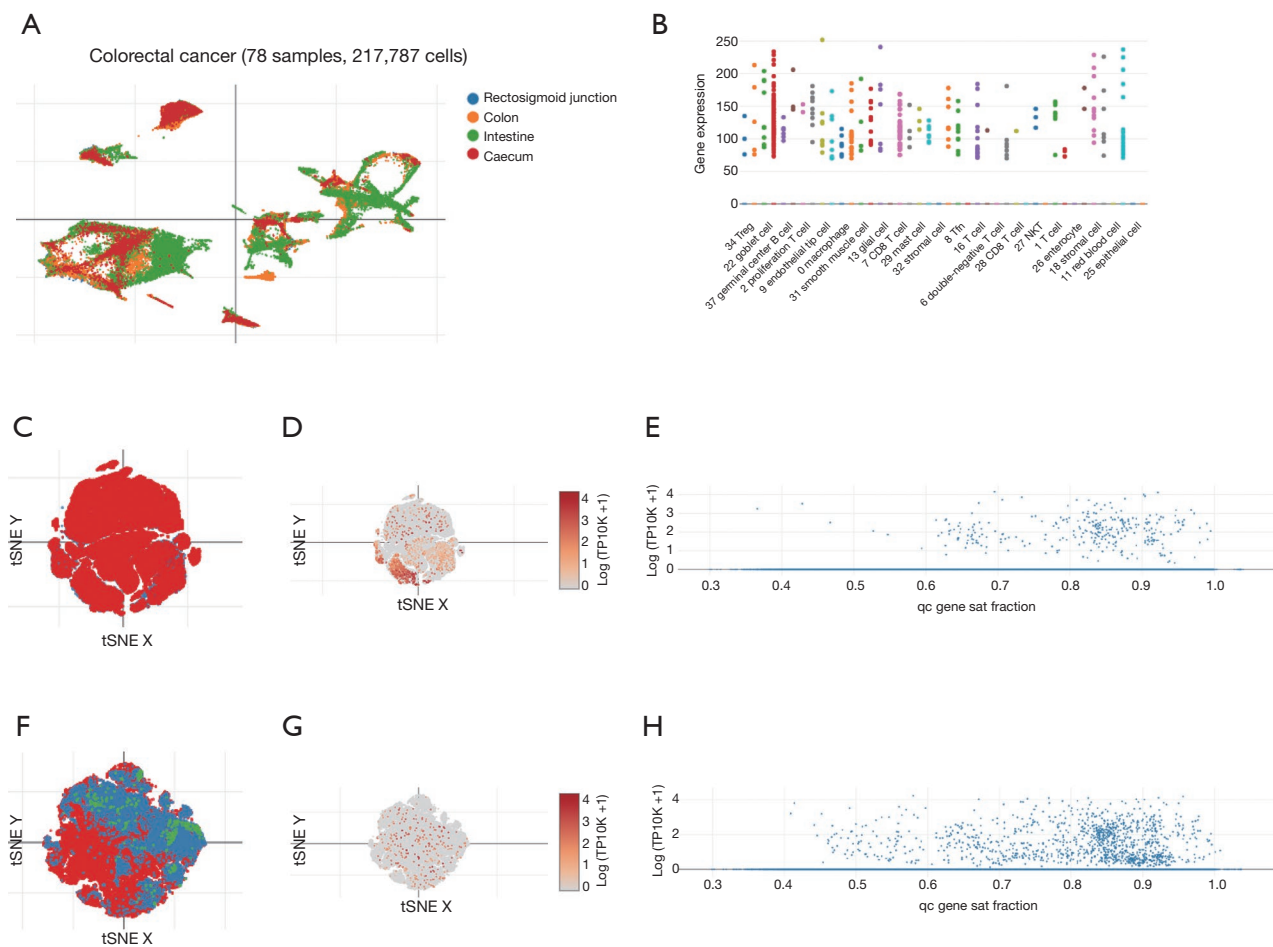 A
Colorectal cancer (78 samples, 217,787 cells)
Rectosigmoid junction
Colon
Intestine
Caecum
B
Gene expression
250
200
150
100
50
0
34 Treg
22 goblet cell
37 germinal center B cell
2 proliferation T cell
9 endothelial tip cell
0 macrophage
31 smooth muscle cell
13 glial cell
7 CD8 T cell
29 mast cell
32 stromal cell
8 Tfh
16 T cell
6 double-negative T cell
28 CD8 T cell
27 NKT
1 T cell
26 enterocyte
18 stromal cell
11 red blood cell
25 epithelial cell
C
tSNE Y
tSNE X
D
tSNE Y
tSNE X
4
3
2
1
0
Log (TP10K +1)
E
Log (TP10K +1)
4
3
2
1
0
0.3 0.4 0.5 0.6 0.7 0.8 0.9 1.0
qc gene sat fraction
F
tSNE Y
tSNE X
G
tSNE Y
tSNE X
4
3
2
1
0
Log (TP10K +1)
H
Log (TP10K +1)
4
2
0
0.3 0.4 0.5 0.6 0.7 0.8 0.9 1.0
qc gene sat fraction